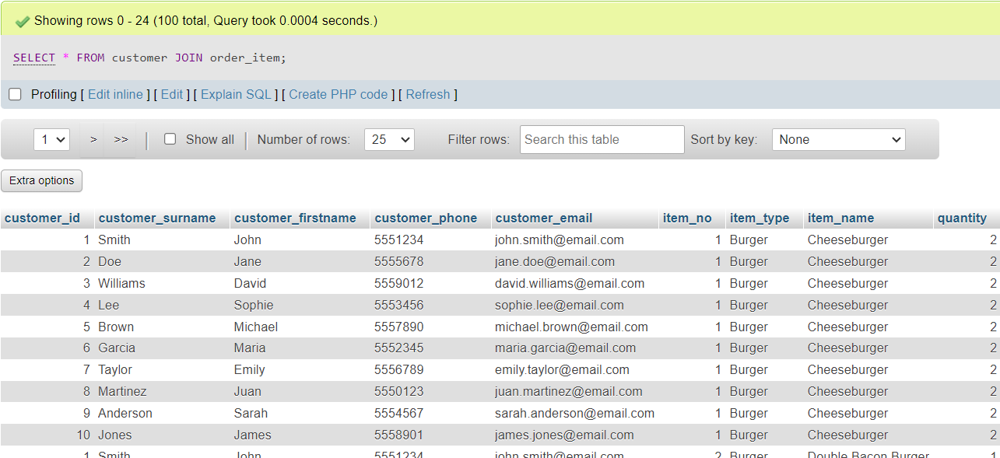 Showing rows 0 - 24 (100 total, Query took 0.0004 seconds.)
SELECT * FROM customer JOIN order_item;
Profiling [ Edit inline ] [ Edit ] [ Explain SQL ] [ Create PHP code ] [ Refresh ]
1 > >> | Show all | Number of rows: 25 Filter rows: Search this table Sort by key: None
Extra options
customer_id customer_surname customer_firstname customer_phone customer_email item_no item_type item_name quantity
1 Smith John 5551234 john.smith@email.com 1 Burger Cheeseburger 2
2 Doe Jane 5555678 jane.doe@email.com 1 Burger Cheeseburger 2
3 Williams David 5559012 david.williams@email.com 1 Burger Cheeseburger 2
4 Lee Sophie 5553456 sophie.lee@email.com 1 Burger Cheeseburger 2
5 Brown Michael 5557890 michael.brown@email.com 1 Burger Cheeseburger 2
6 Garcia Maria 5552345 maria.garcia@email.com 1 Burger Cheeseburger 2
7 Taylor Emily 5556789 emily.taylor@email.com 1 Burger Cheeseburger 2
8 Martinez Juan 5550123 juan.martinez@email.com 1 Burger Cheeseburger 2
9 Anderson Sarah 5554567 sarah.anderson@email.com 1 Burger Cheeseburger 2
10 Jones James 5558901 james.jones@email.com 1 Burger Cheeseburger 2
1 Smith John 5551234 john.smith@email.com 2 Burger Double Bacon Burger 1